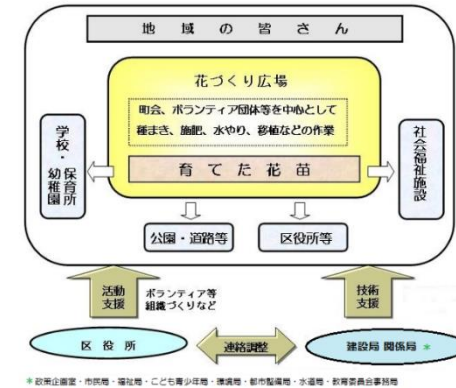 地域の皆さん
花づくり広場
町会、ボランティア団体等を中心として
種まき、施肥、水やり、移植などの作業
育てた花苗
学校・
幼稚園
保育所
社会福祉施設
公園・道路等
区役所等
活動
支援
ボランティア等
組織づくりなど
技術
支援
区役所
連絡調整
建設局 関係局 *
* 政策企画室・市民局・福祉局・こども青少年局・環境局・都市整備局・水道局・教育委員会事務局